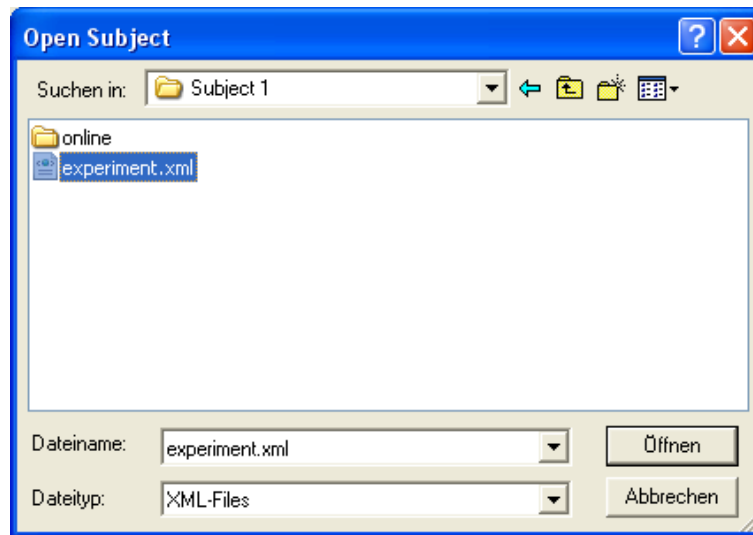 Open Subject
Suchen in: Subject 1
online
experiment.xml
Dateiname: experiment.xml Öffnen
Dateityp: XML-Files Abbrechen